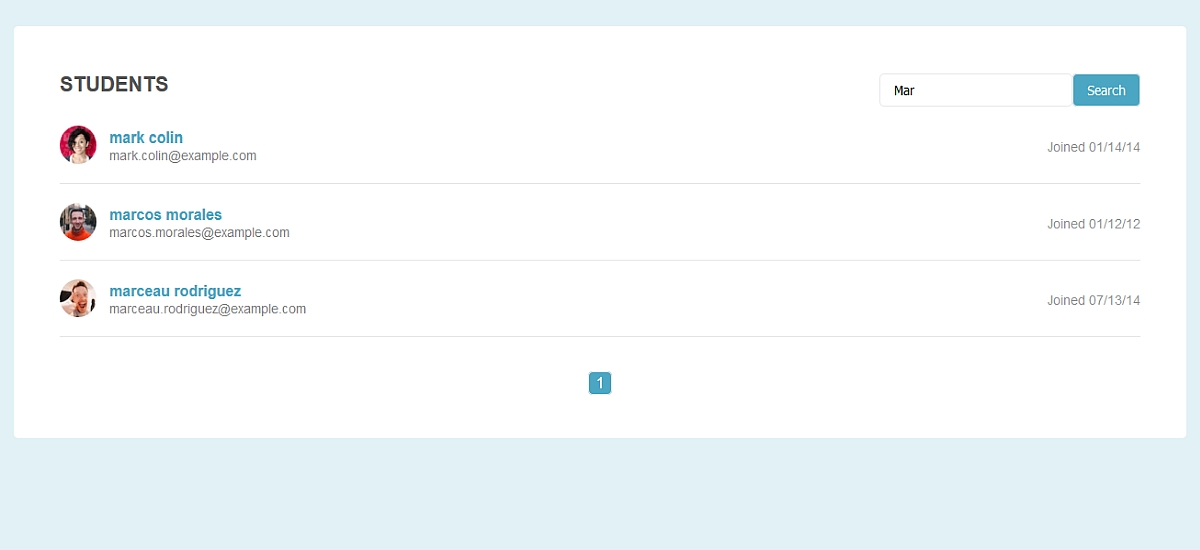 STUDENTS
Mar
Search
mark colin
mark.colin@example.com
Joined 01/14/14
marcos morales
marcos.morales@example.com
Joined 01/12/12
marceau rodriguez
marceau.rodriguez@example.com
Joined 07/13/14
1